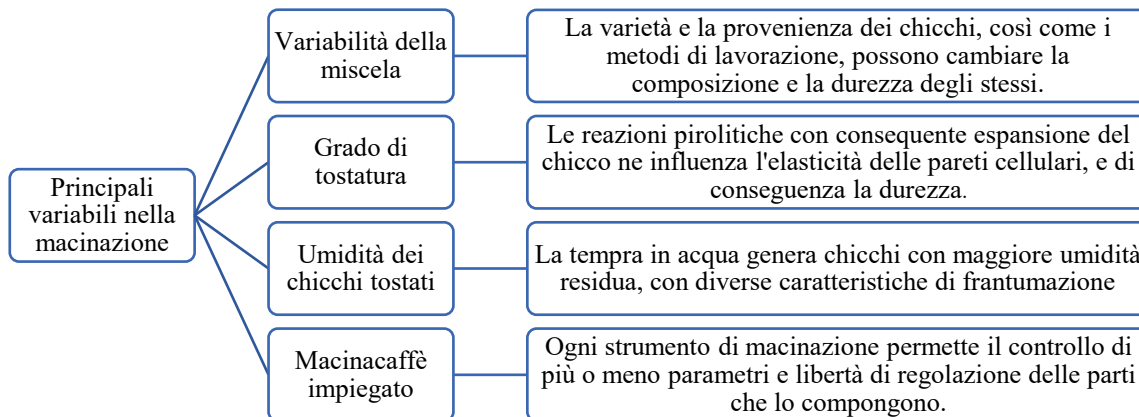 Principali
variabili nella
macinazione
Variabilità della
miscela
La varietà e la provenienza dei chicchi, così come i
metodi di lavorazione, possono cambiare la
composizione e la durezza degli stessi.
Grado di
tostatura
Le reazioni pirolitiche con consequente espansione del
chicco ne influenza l'elasticità delle pareti cellulari, e di
conseguenza la durezza.
Umidità dei
chicchi tostati
La tempra in acqua genera chicchi con maggiore umidità
residua, con diverse caratteristiche di frantumazione
Macinacaffè
impiegato
Ogni strumento di macinazione permette il controllo di
più o meno parametri e libertà di regolazione delle parti
che lo compongono.